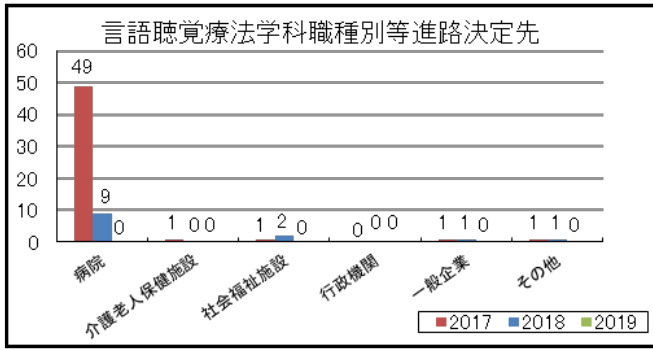 言語聴覚療法学科職種別等進路決定先
60
50
40
30
20
10
0
49
9
0
1 0 0
1 2 0
0 0 0
1 1 0
1 1 0
病院
介護老人保健施設
社会福祉施設
行政機関
一般企業
その他
2017 2018 2019